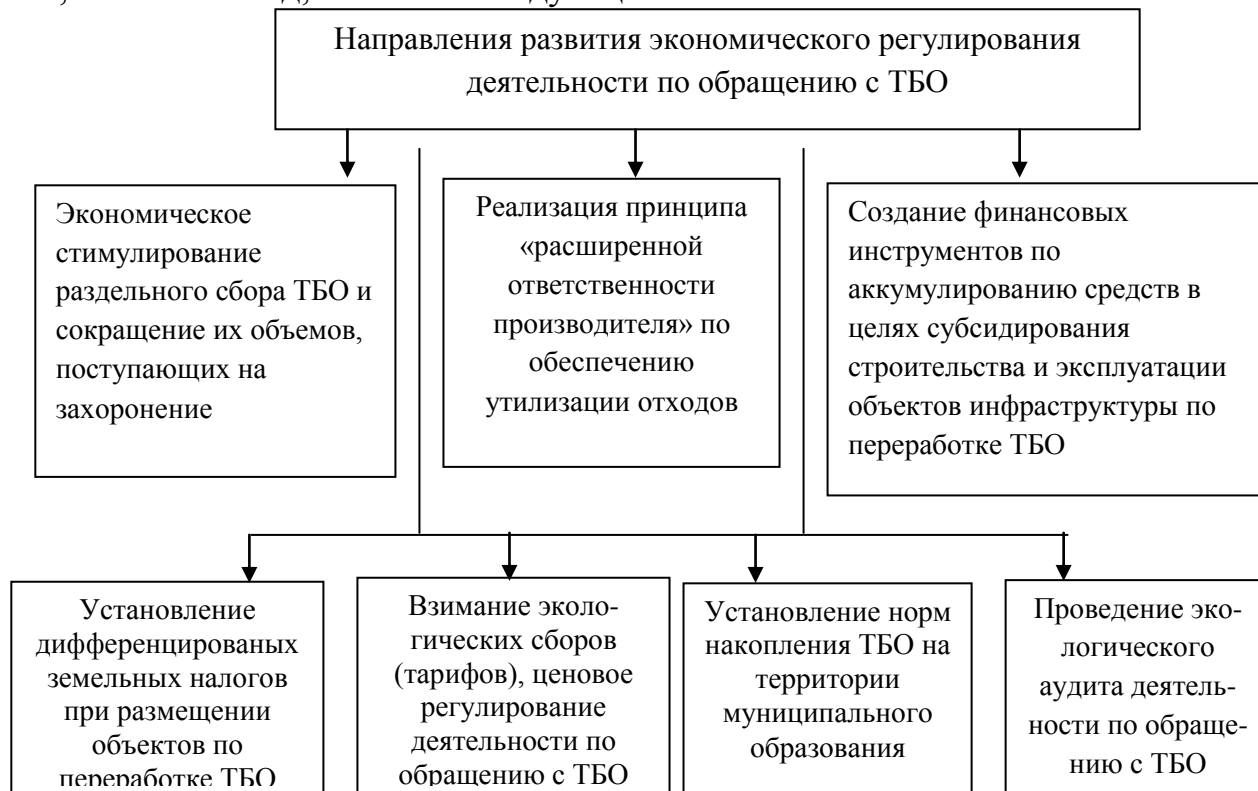 Направления развития экономического регулирования
деятельности по обращению с ТБО
Экономическое
стимулирование
раздельного сбора ТБО и
сокращение их объемов,
поступающих на
захоронение
Реализация принципа
«расширенной
ответственности
производителя» по
обеспечению
утилизации отходов
Создание финансовых
инструментов по
аккумулированию средств в
целях субсидирования
строительства и эксплуатации
объектов инфраструктуры по
переработке ТБО
Установление
дифференцированых
земельных налогов
при размещении
объектов по
переработке ТБО
Взимание эколо-
гических сборов
(тарифов), ценовое
регулирование
деятельности по
обращению с ТБО
Установление норм
накопления ТБО на
территории
муниципального
образования
Проведение эко-
логического
аудита деятель-
ности по обраще-
нию с ТБО